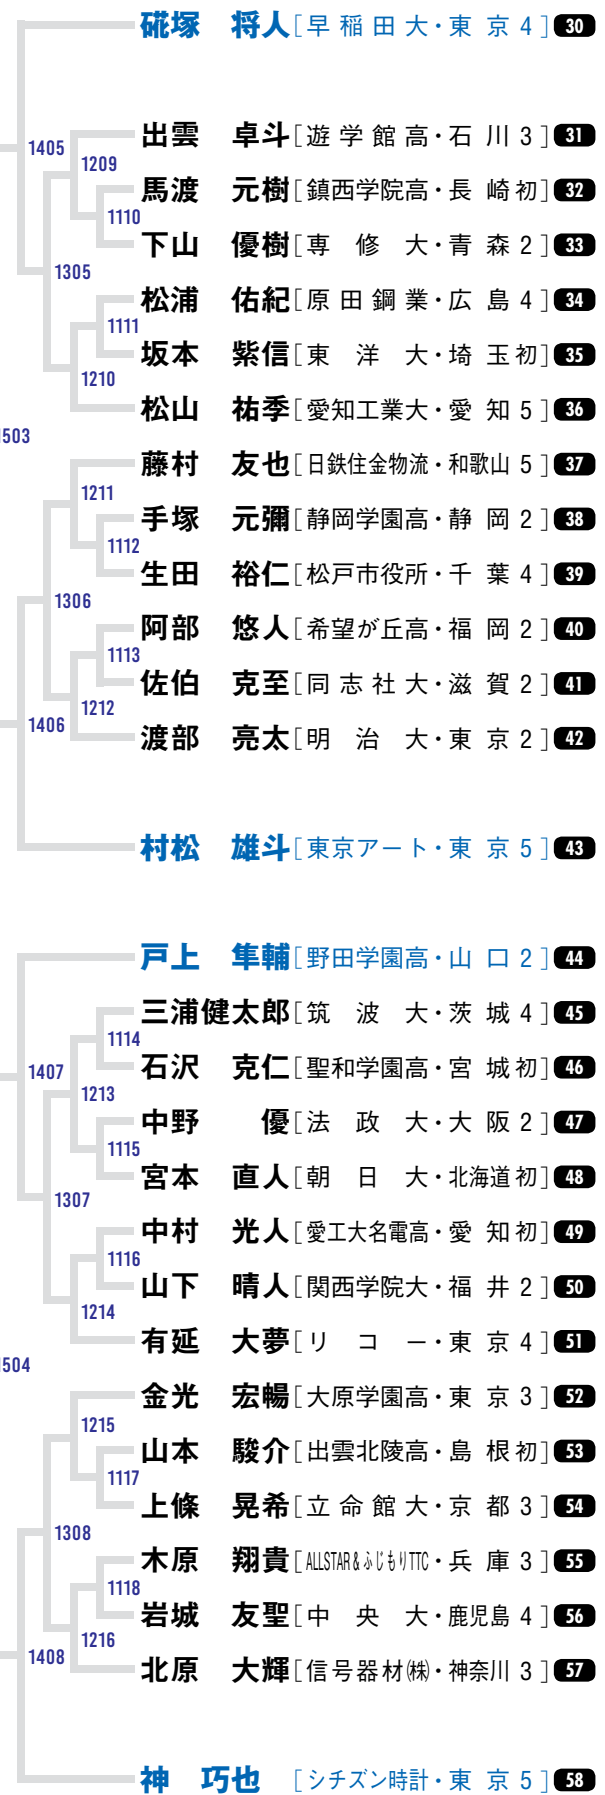 硴塚 将人[早稲田大・東京4] 30
1405
出雲 卓斗[遊学館高・石川3] 31
1209
馬渡 元樹[鎮西学院高・長崎初] 32
1110
下山 優樹[専修大・青森2] 33
1305
松浦 佑紀[原田鋼業・広島4] 34
1111
坂本 紫信[東洋大・埼玉初] 35
1210
松山 祐季[愛知工業大・愛知5] 36
1503
藤村 友也[日鉄住金物流・和歌山5] 37
1211
手塚 元彌[静岡学園高・静岡2] 38
1112
生田 裕仁[松戸市役所・千葉4] 39
1306
阿部 悠人[希望が丘高・福岡2] 40
1113
佐伯 克至[同志社大・滋賀2] 41
1212
1406
渡部 亮太[明治大・東京2] 42
村松 雄斗[東京アート・東京5] 43
戸上 隼輔[野田学園高・山口2] 44
三浦健太郎[筑波大・茨城4] 45
1114
石沢 克仁[聖和学園高・宮城初] 46
1407
1213
中野 優[法政大・大阪2] 47
1115
宮本 直人[朝日大・北海道初] 48
1307
中村 光人[愛工大名電高・愛知初] 49
1116
山下 晴人[関西学院大・福井2] 50
1214
有延 大夢[リコー・東京4] 51
1504
金光 宏暢[大原学園高・東京3] 52
1215
山本 駿介[出雲北陵高・島根初] 53
1117
上條 晃希[立命館大・京都3] 54
1308
木原 翔貴[ALLSTAR&ふじもりTTC・兵庫3] 55
1118
岩城 友聖[中央大・鹿児島4] 56
1216
1408
北原 大輝[信号器材㈱・神奈川3] 57
神 巧也[シチズン時計・東京5] 58